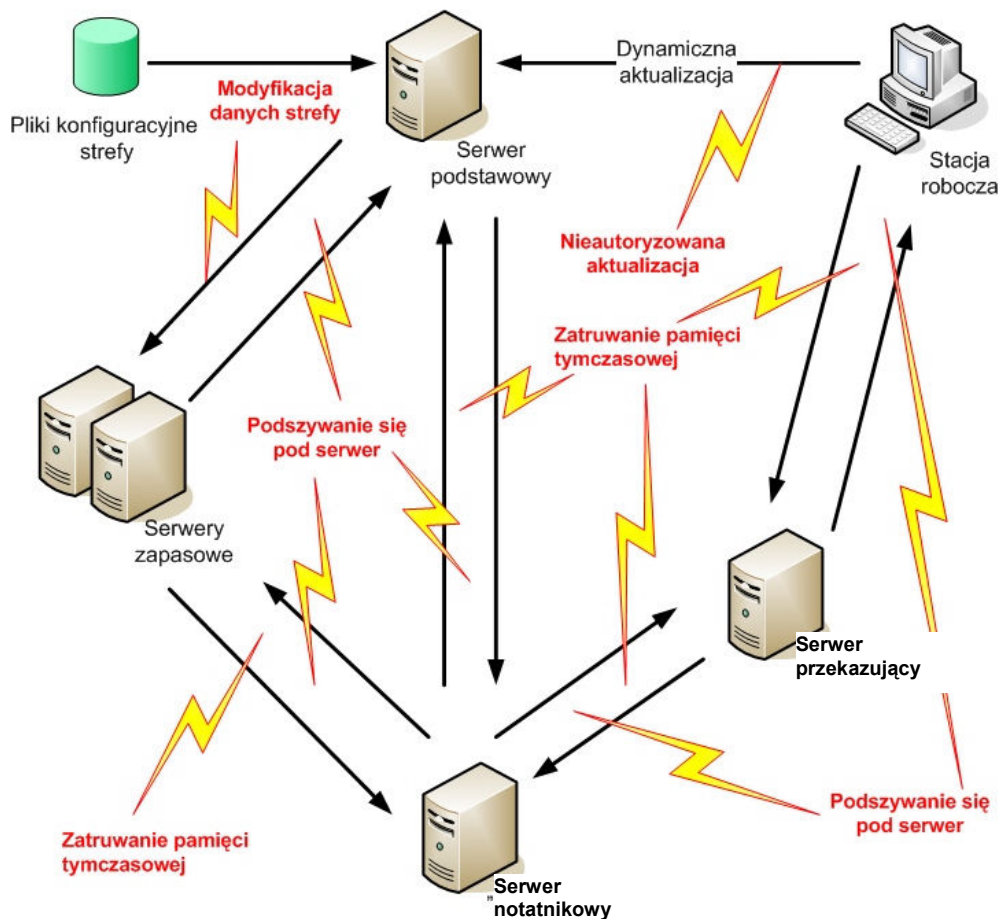 Dynamiczna
aktualizacja
Modyfikacja
danych strefy
Pliki konfiguracyjne
strefy
Serwer
podstawowy
Stacja
robocza
Nieautoryzowana
aktualizacja
Zatruwanie pamięci
tymczasowej
Podszywanie się
pod serwer
Serwery
zapasowe
Serwer
przekazujący
Podszywanie się
pod serwer
Zatruwanie pamięci
tymczasowej
„Serwer
notatnikowy